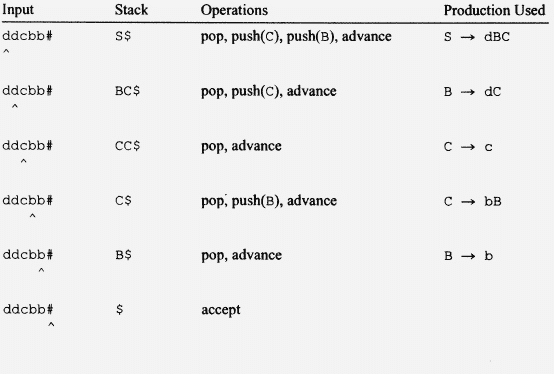 Input Stack Operations Production Used
ddcbb# S$ pop, push(C), push(B), advance S → dBC
^
ddcbb# BC$ pop, push(C), advance B → dC
^
ddcbb# CC$ pop, advance C → c
^
ddcbb# C$ pop, push(B), advance C → bB
^
ddcbb# B$ pop, advance B → b
^
ddcbb# $ accept
^